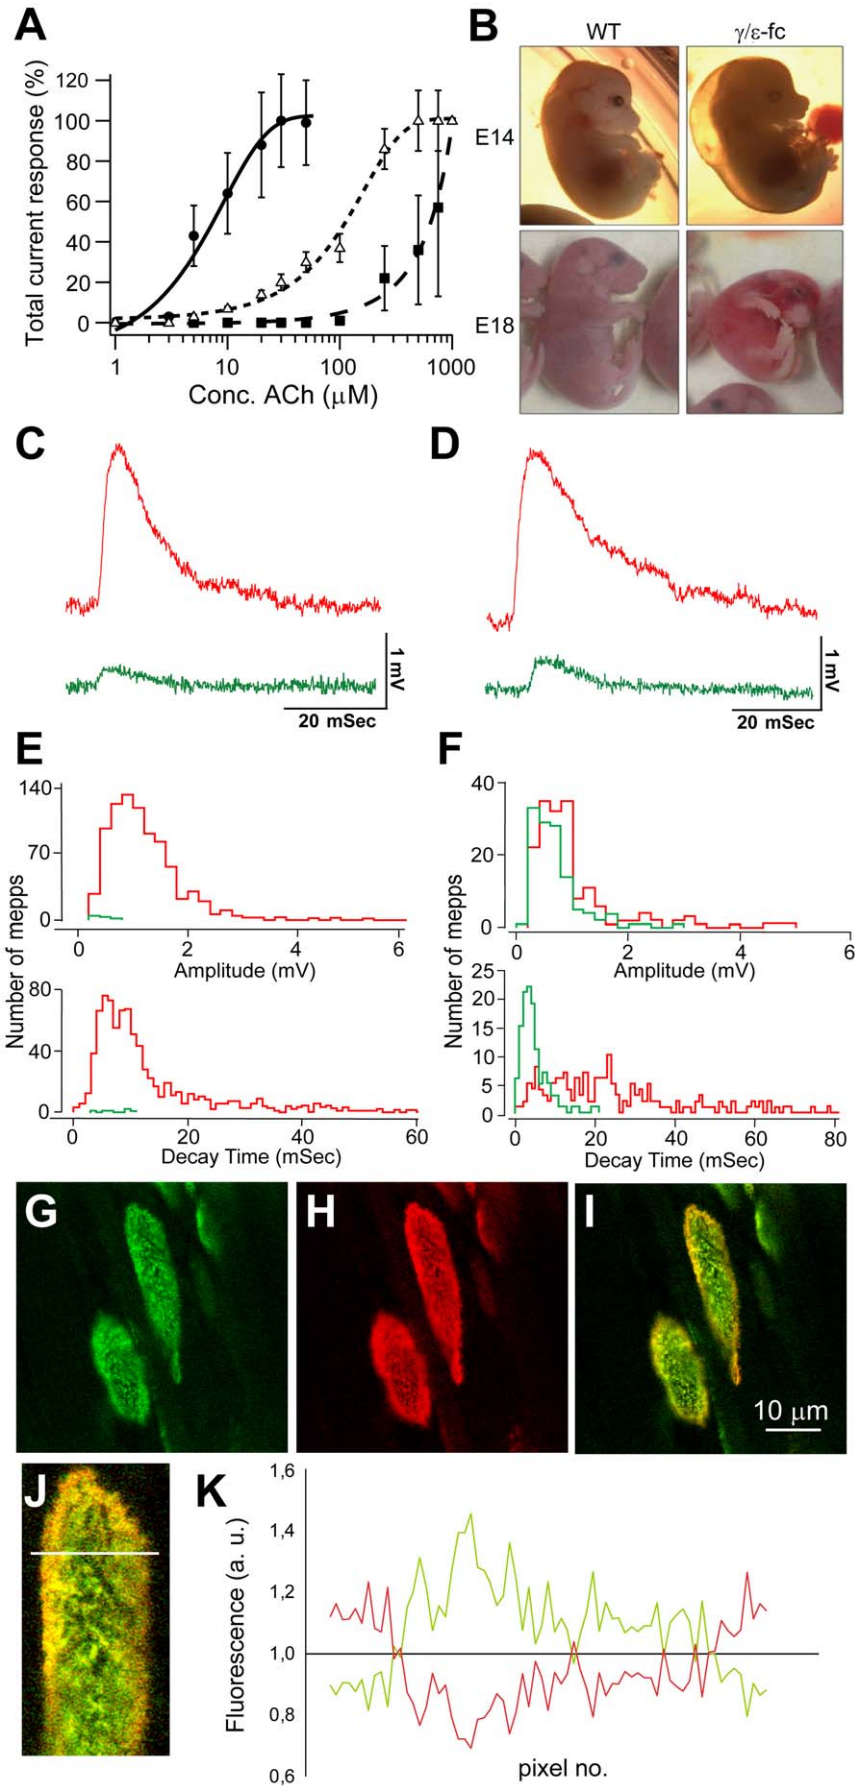 A
Total current response (%)
120
100
80
60
40
20
0
1
10
100
1000
Conc. ACh (μM)
B
WT
γ/ε-fc
E14
E18
C
1 mV
20 mSec
D
1 mV
20 mSec
E
Number of mepps
140
70
0
0
2
4
6
Amplitude (mV)
80
40
0
0
20
40
60
Decay Time (mSec)
F
Number of mepps
40
20
0
0
2
4
6
Amplitude (mV)
25
20
15
10
5
0
0
20
40
60
80
Decay Time (mSec)
G
H
I
10 μm
J
K
Fluorescence (a. u.)
1,6
1,4
1,2
1,0
0,8
0,6
pixel no.